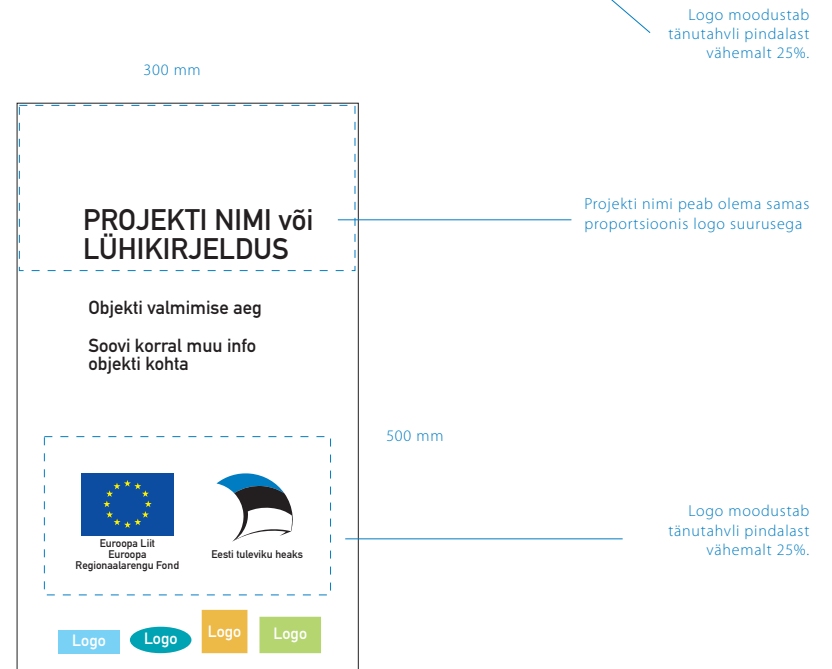 Logo moodustab
tänutahvli pindalast
vähemalt 25%.
300 mm
PROJEKTI NIMI või
LÜHIKIRJELDUS
Projekti nimi peab olema samas
proportsioonis logo suurusega
Objekti valmimise aeg
Soovi korral muu info
objekti kohta
500 mm
Euroopa Liit
Euroopa
Regionaalarengu Fond
Eesti tuleviku heaks
Logo moodustab
tänutahvli pindalast
vähemalt 25%.
Logo
Logo
Logo
Logo